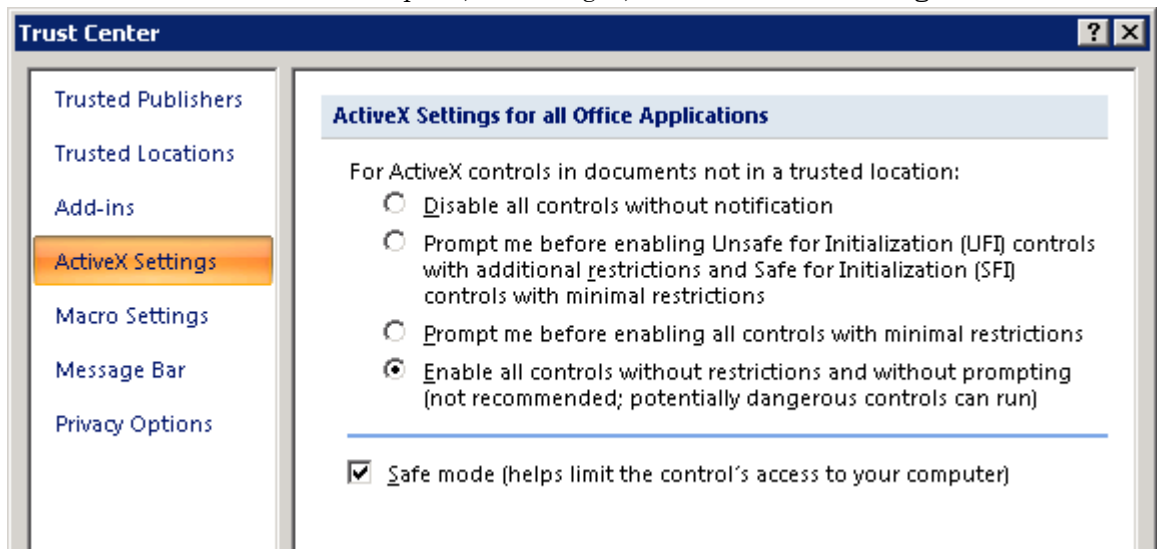 Trust Center
Trusted Publishers
Trusted Locations
Add-ins
ActiveX Settings
Macro Settings
Message Bar
Privacy Options
ActiveX Settings for all Office Applications
For ActiveX controls in documents not in a trusted location:
Disable all controls without notification
Prompt me before enabling Unsafe for Initialization (UFI) controls
with additional restrictions and Safe for Initialization (SFI)
controls with minimal restrictions
Prompt me before enabling all controls with minimal restrictions
Enable all controls without restrictions and without prompting
(not recommended; potentially dangerous controls can run)
Safe mode (helps limit the control's access to your computer)